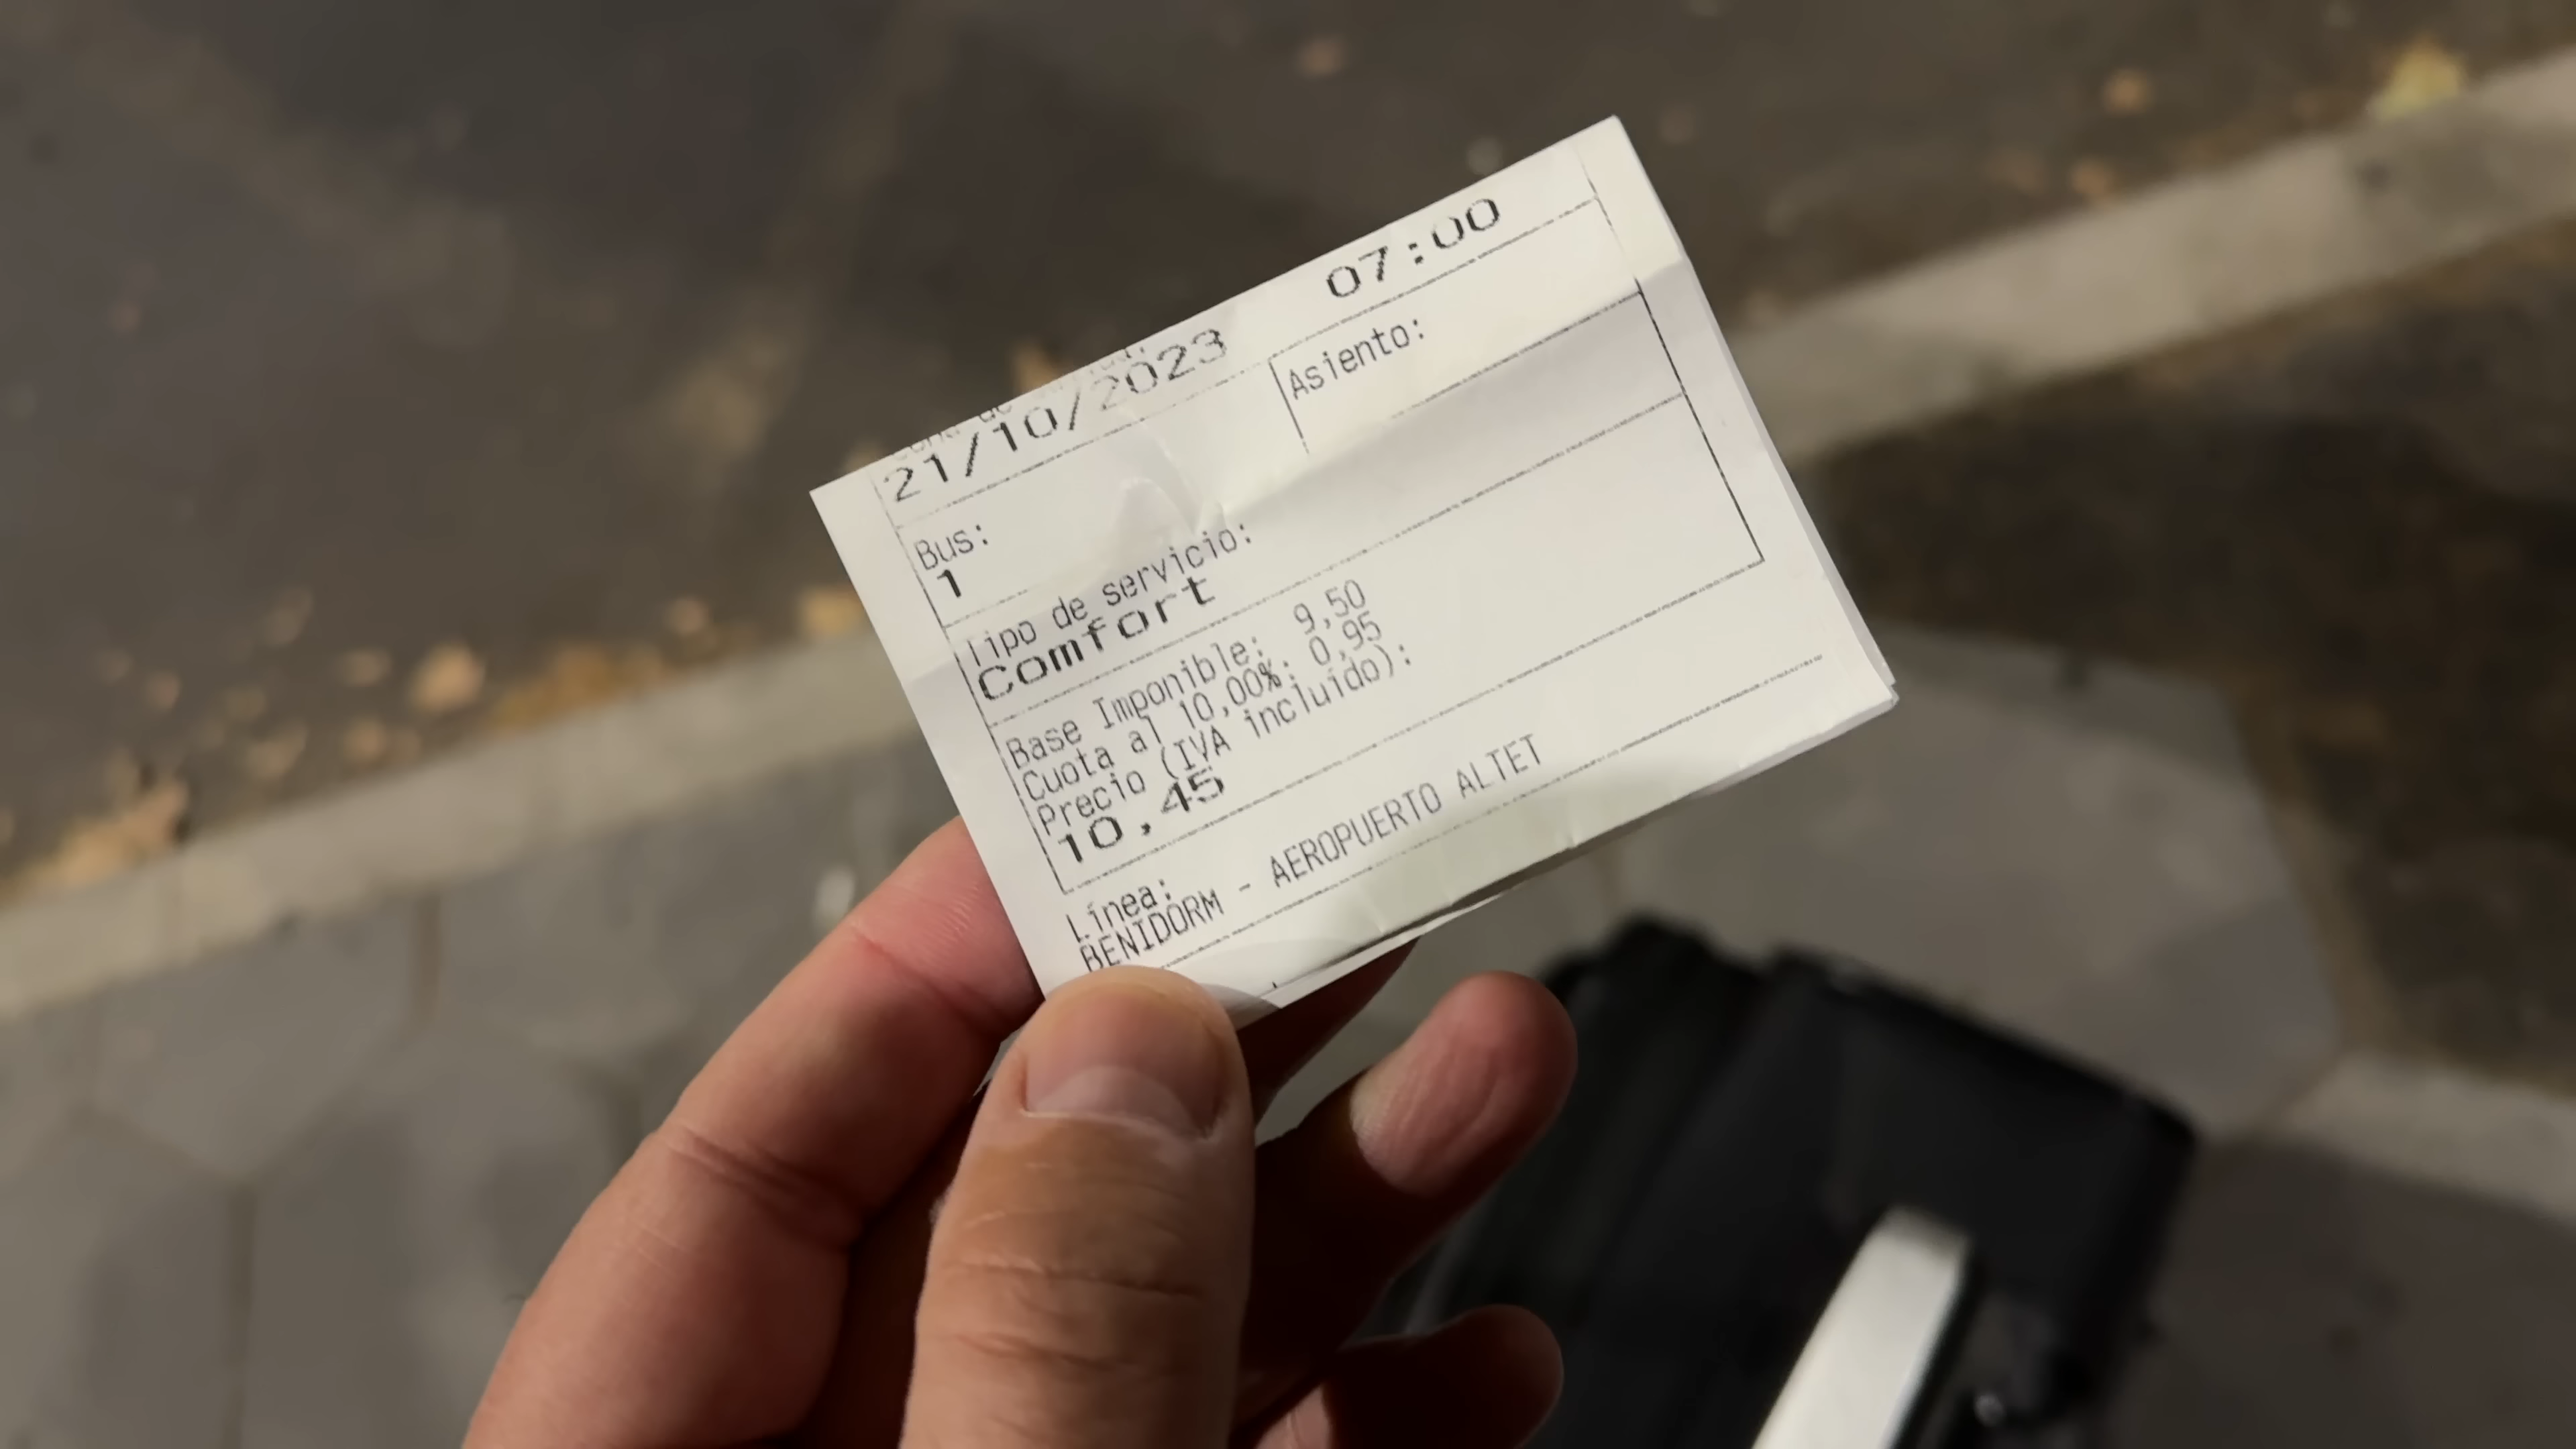 21/10/2023 07:00
Bus: Asiento:
1
Tipo de servicio:
Comfort
Base Imponible: 9,50
Cuota al 10,00%: 0,95
Precio (IVA incluido):
10,45
Línea:
BENIDORM - AEROPUERTO ALTET